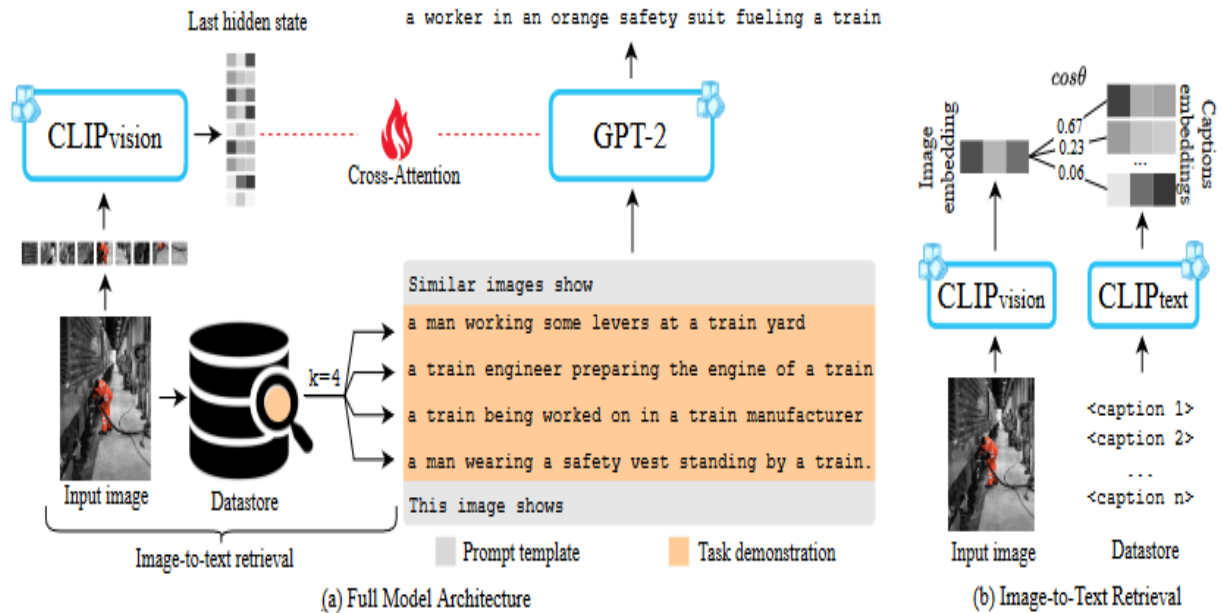 a worker in an orange safety suit fueling a train
Last hidden state
CLIPvision
Cross-Attention
GPT-2
Similar images show
a man working some levers at a train yard
a train engineer preparing the engine of a train
a train being worked on in a train manufacturer
a man wearing a safety vest standing by a train.
This image shows
k=4
Input image
Datastore
Image-to-text retrieval
Prompt template
Task demonstration
(a) Full Model Architecture
cosθ
0.67
0.23
...
0.06
Image
embedding
Captions
embeddings
CLIPvision
CLIPtext
<caption 1>
<caption 2>
...
<caption n>
Input image
Datastore
(b) Image-to-Text Retrieval